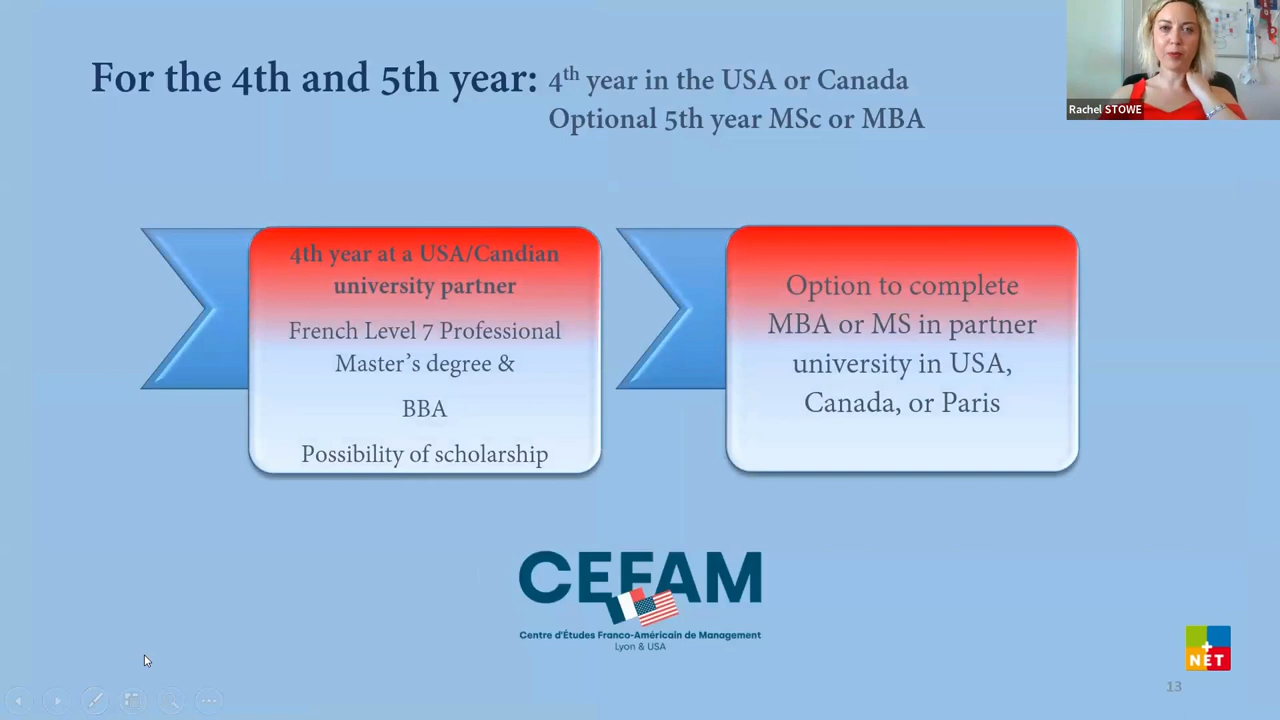 For the 4th and 5th year:
4th year in the USA or Canada
Optional 5th year MSc or MBA
Rachel STOWE
4th year at a USA/Candian
university partner
French Level 7 Professional
Master's degree &
BBA
Possibility of scholarship
Option to complete
MBA or MS in partner
university in USA,
Canada, or Paris
CEFAM
Centre d'Études Franco-Américain de Management
Lyon & USA
+
NET
13